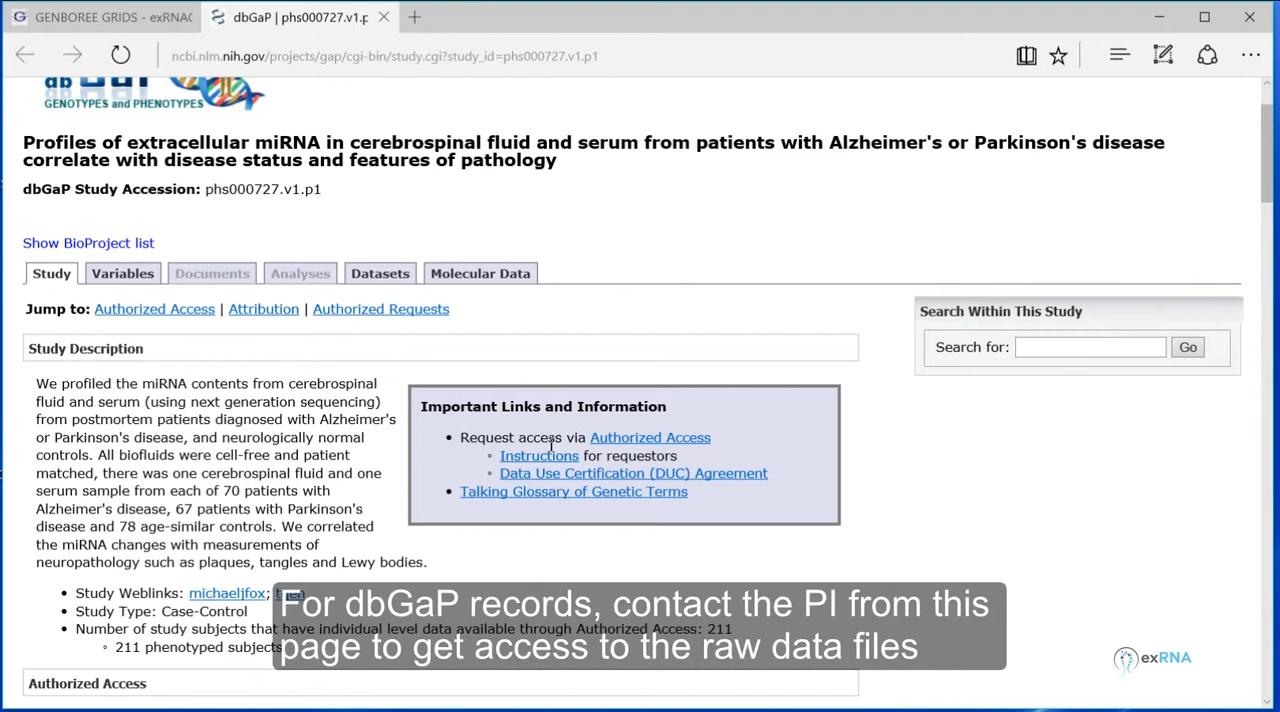 GENBOREE GRIDS - exRNAC
dbGaP | phs000727.v1.p
ncbi.nlm.nih.gov/projects/gap/cgi-bin/study.cgi?study_id=phs000727.v1.p1
GENOTYPES and PHENOTYPES
Profiles of extracellular miRNA in cerebrospinal fluid and serum from patients with Alzheimer's or Parkinson's disease
correlate with disease status and features of pathology
dbGaP Study Accession: phs000727.v1.p1
Show BioProject list
Study Variables Documents Analyses Datasets Molecular Data
Jump to: Authorized Access | Attribution | Authorized Requests
Search Within This Study
Search for: Go
Study Description
We profiled the miRNA contents from cerebrospinal
fluid and serum (using next generation sequencing)
from postmortem patients diagnosed with Alzheimer's
or Parkinson's disease, and neurologically normal
controls. All biofluids were cell-free and patient
matched, there was one cerebrospinal fluid and one
serum sample from each of 70 patients with
Alzheimer's disease, 67 patients with Parkinson's
disease and 78 age-similar controls. We correlated
the miRNA changes with measurements of
neuropathology such as plaques, tangles and Lewy bodies.
Important Links and Information
• Request access via Authorized Access
◦ Instructions for requestors
◦ Data Use Certification (DUC) Agreement
• Talking Glossary of Genetic Terms
• Study Weblinks: michaeljfox;
• Study Type: Case-Control
• Number of study subjects that have individual level data available through Authorized Access: 211
◦ 211 phenotyped subjects
For dbGaP records, contact the PI from this
page to get access to the raw data files
exRNA
Authorized Access